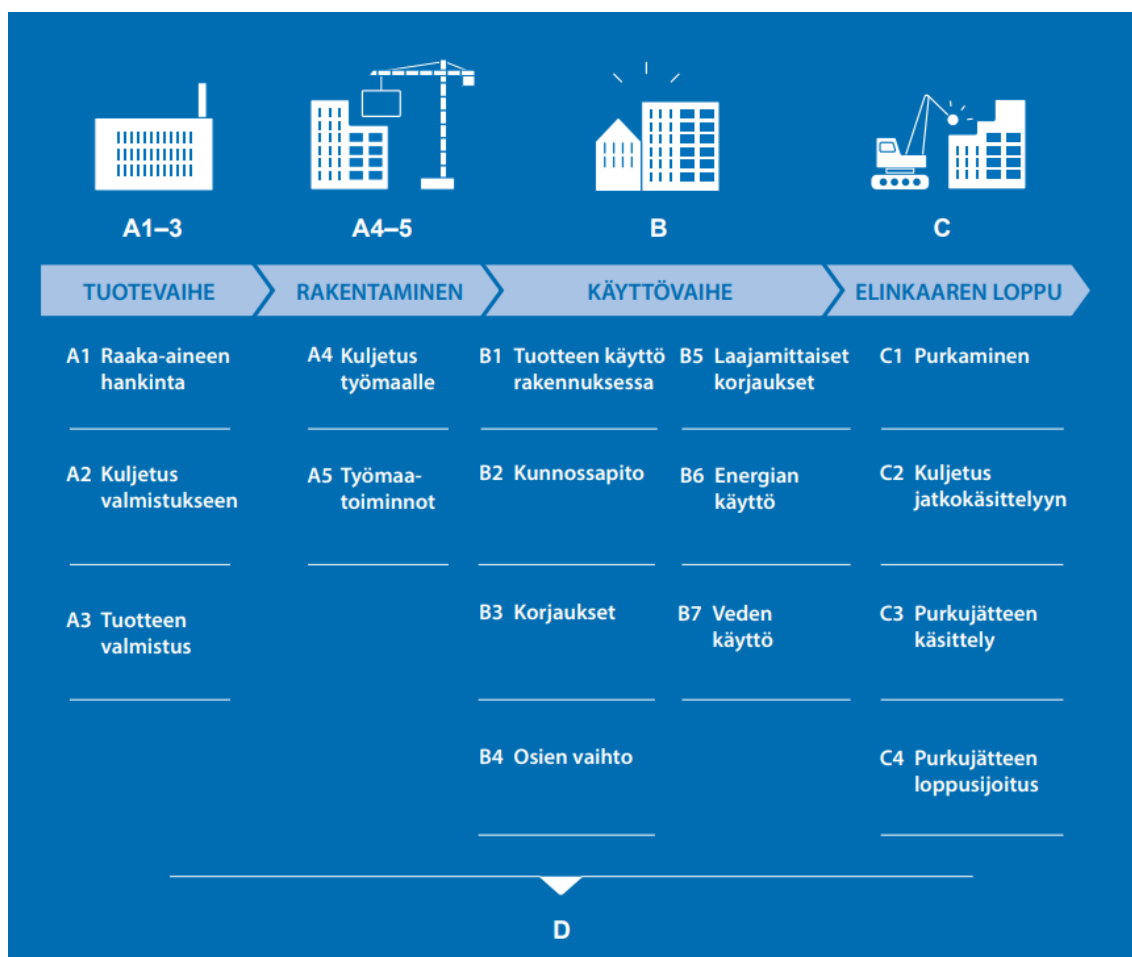 A1–3
A4–5
B
C
TUOTEVAIHE
RAKENTAMINEN
KÄYTTÖVAIHE
ELINKAAREN LOPPU
A1 Raaka-aineen
hankinta
A2 Kuljetus
valmistukseen
A3 Tuotteen
valmistus
A4 Kuljetus
työmaalle
A5 Työmaa-
toiminnot
B1 Tuotteen käyttö
rakennuksessa
B2 Kunnossapito
B3 Korjaukset
B4 Osien vaihto
B5 Laajamittaiset
korjaukset
B6 Energian
käyttö
B7 Veden
käyttö
C1 Purkaminen
C2 Kuljetus
jatkokäsittelyyn
C3 Purkujätteen
käsittely
C4 Purkujätteen
loppusijoitus
D